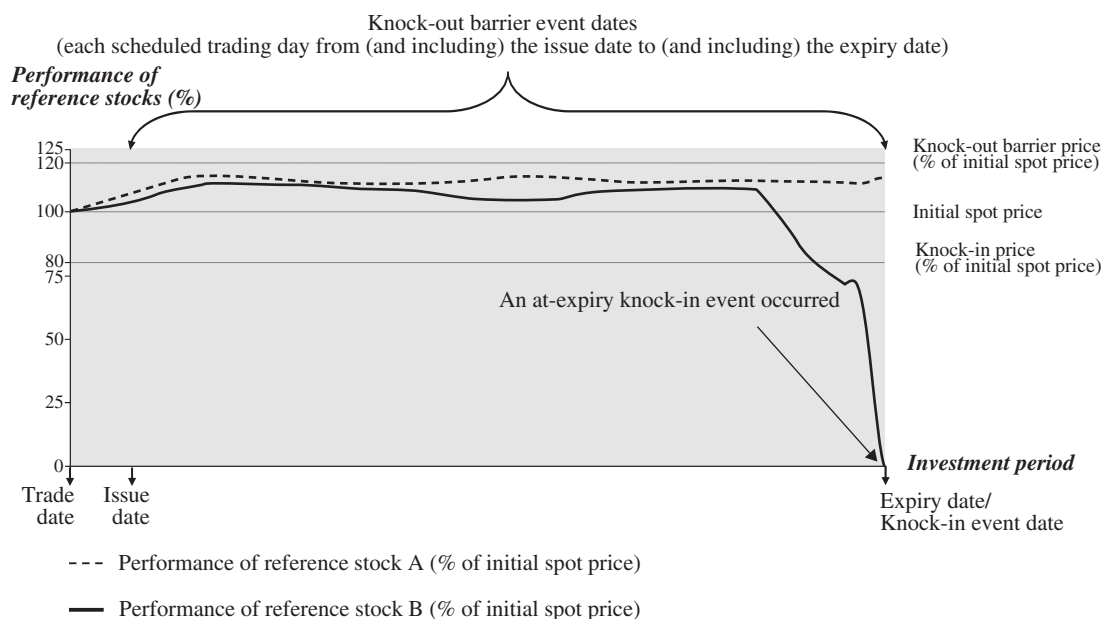 Knock-out barrier event dates
(each scheduled trading day from (and including) the issue date to (and including) the expiry date)
Performance of
reference stocks (%)
125
120
100
80
75
50
25
0
Knock-out barrier price
(% of initial spot price)
Initial spot price
Knock-in price
(% of initial spot price)
An at-expiry knock-in event occurred
Investment period
Trade
date
Issue
date
Expiry date/
Knock-in event date
Performance of reference stock A (% of initial spot price)
Performance of reference stock B (% of initial spot price)